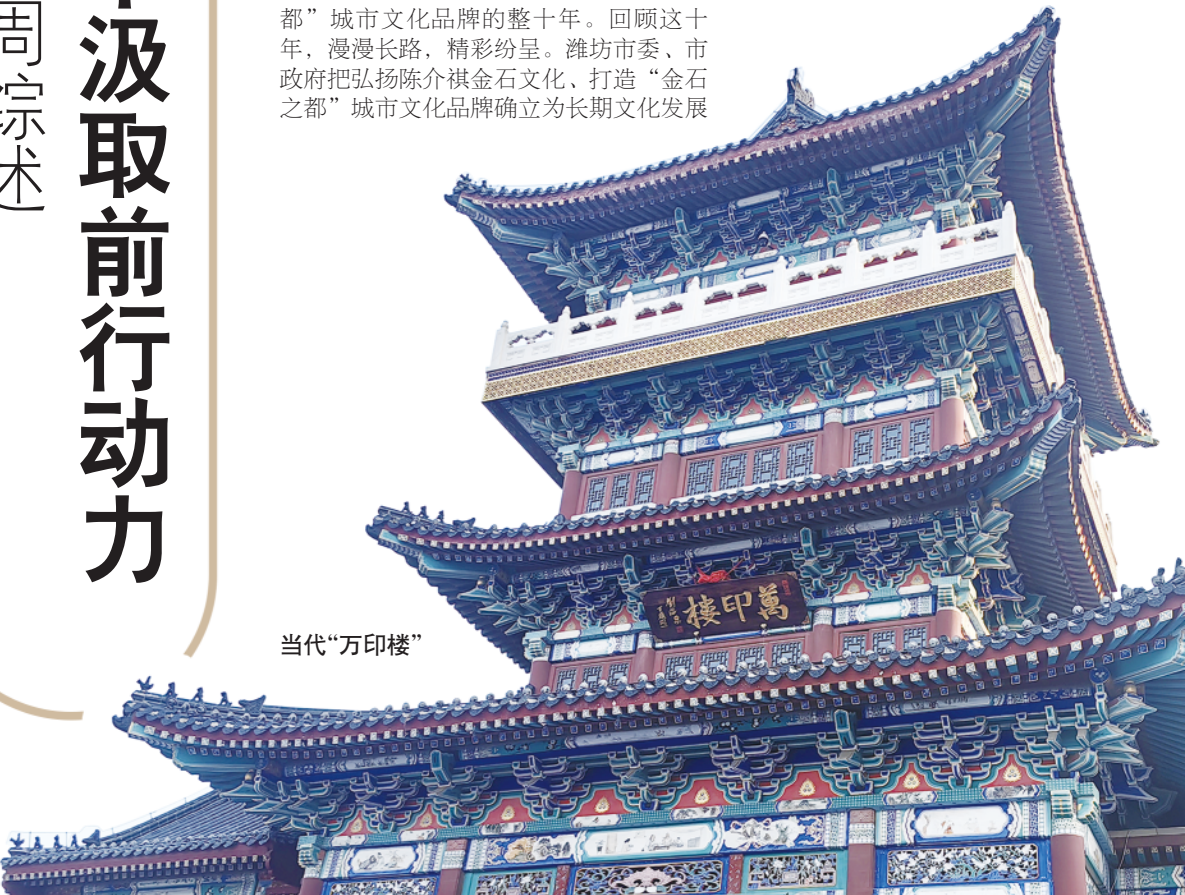 汲取前行动力
周综述
都”城市文化品牌的整十年。回顾这十
年，漫漫长路，精彩纷呈。潍坊市委、市
政府把弘扬陈介祺金石文化、打造“金石
之都”城市文化品牌确立为长期文化发展
萬印樓
当代“万印楼”